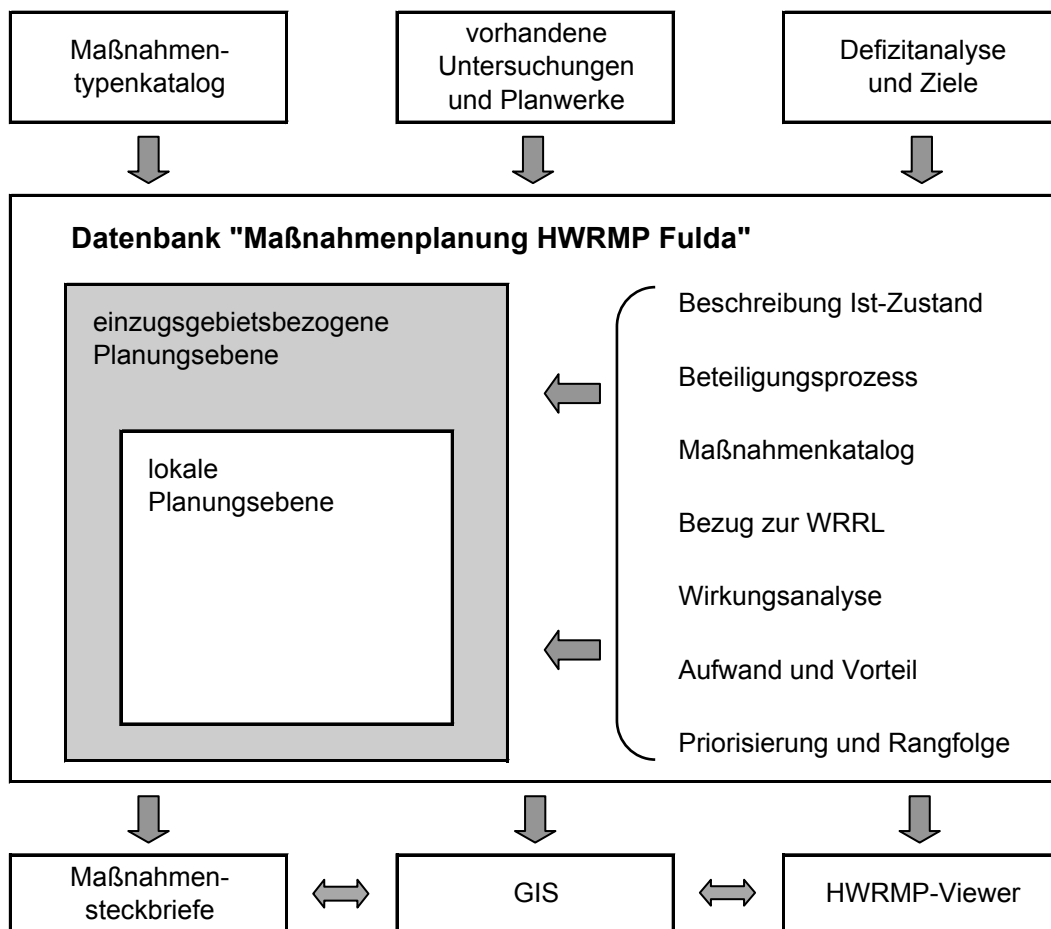 Maßnahmen-
typenkatalog
vorhandene
Untersuchungen
und Planwerke
Defizitanalyse
und Ziele
Datenbank "Maßnahmenplanung HWRMP Fulda"
einzugsgebietsbezogene
Planungsebene
lokale
Planungsebene
Beschreibung Ist-Zustand
Beteiligungsprozess
Maßnahmenkatalog
Bezug zur WRRL
Wirkungsanalyse
Aufwand und Vorteil
Priorisierung und Rangfolge
Maßnahmen-
steckbriefe
GIS
HWRMP-Viewer